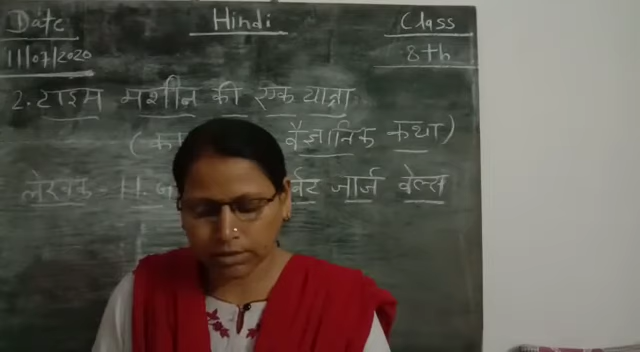 Date Hindi Class
11/07/2020 8th
2. टाइम मशीन की एक यात्रा
(का वैज्ञानिक कथा)
लेखक - H. जार्ज वेल्स